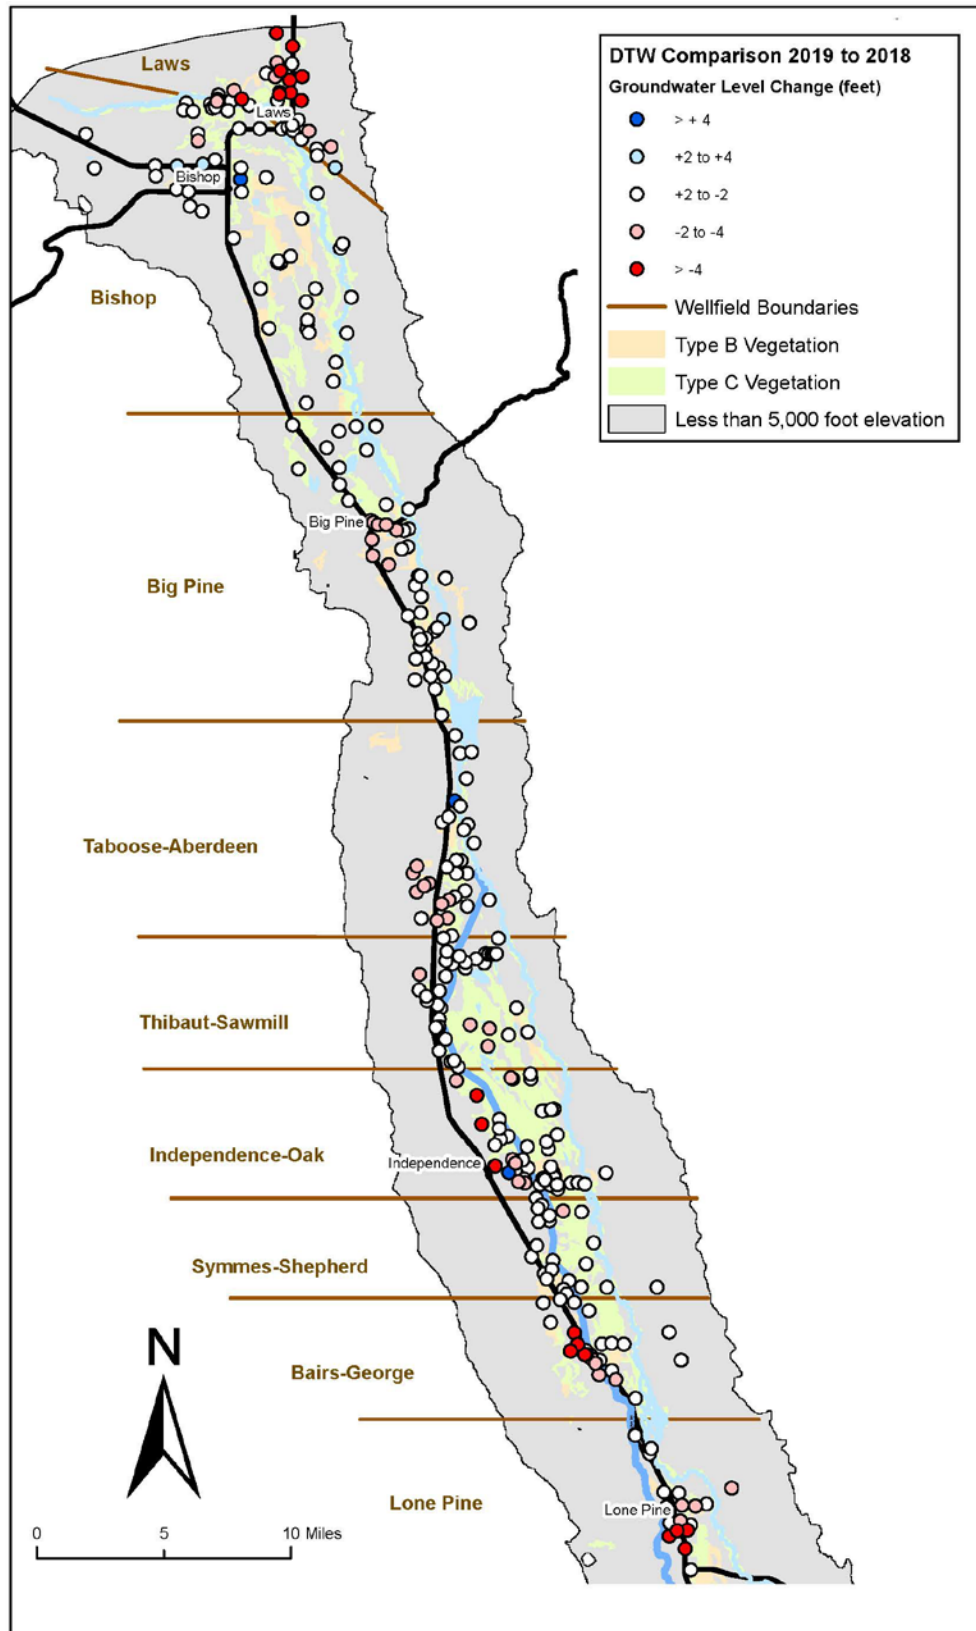 DTW Comparison 2019 to 2018
Groundwater Level Change (feet)
> + 4
+2 to +4
+2 to -2
-2 to -4
> -4
Wellfield Boundaries
Type B Vegetation
Type C Vegetation
Less than 5,000 foot elevation
Laws
Laws
Bishop
Bishop
Big Pine
Big Pine
Taboose-Aberdeen
Thibaut-Sawmill
Independence-Oak
Independence
Symmes-Shepherd
Bairs-George
N
Lone Pine
Lone Pine
0 5 10 Miles